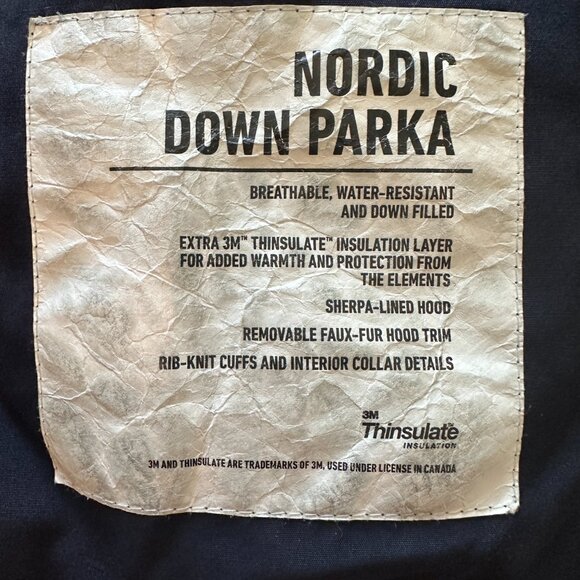 NORDIC
DOWN PARKA
BREATHABLE, WATER-RESISTANT
AND DOWN FILLED
EXTRA 3M™ THINSULATE™ INSULATION LAYER
FOR ADDED WARMTH AND PROTECTION FROM
THE ELEMENTS
SHERPA-LINED HOOD
REMOVABLE FAUX-FUR HOOD TRIM
RIB-KNIT CUFFS AND INTERIOR COLLAR DETAILS
3M
Thinsulate™
INSULATION
3M AND THINSULATE ARE TRADEMARKS OF 3M, USED UNDER LICENSE IN CANADA